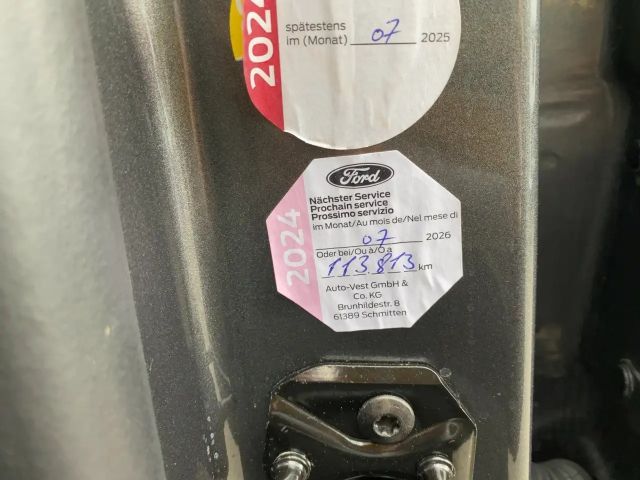 2024
spätestens
im (Monat) 07 2025
Ford
2024
Nächster Service
Prochain service
Prossimo servizio
im Monat/Au mois de/Nel mese di
07 2026
Oder bei/Ou à/O a
113.813 km
Auto-Vest GmbH &
Co. KG
Brunhildestr. 8
61389 Schmitten